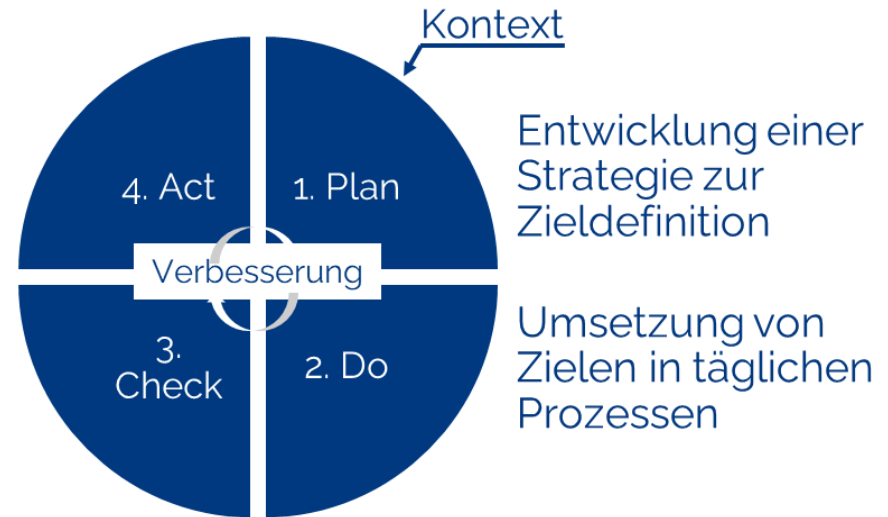 Kontext
4. Act
1. Plan
Entwicklung einer
Strategie zur
Zieldefinition
Verbesserung
3.
Check
2. Do
Umsetzung von
Zielen in täglichen
Prozessen